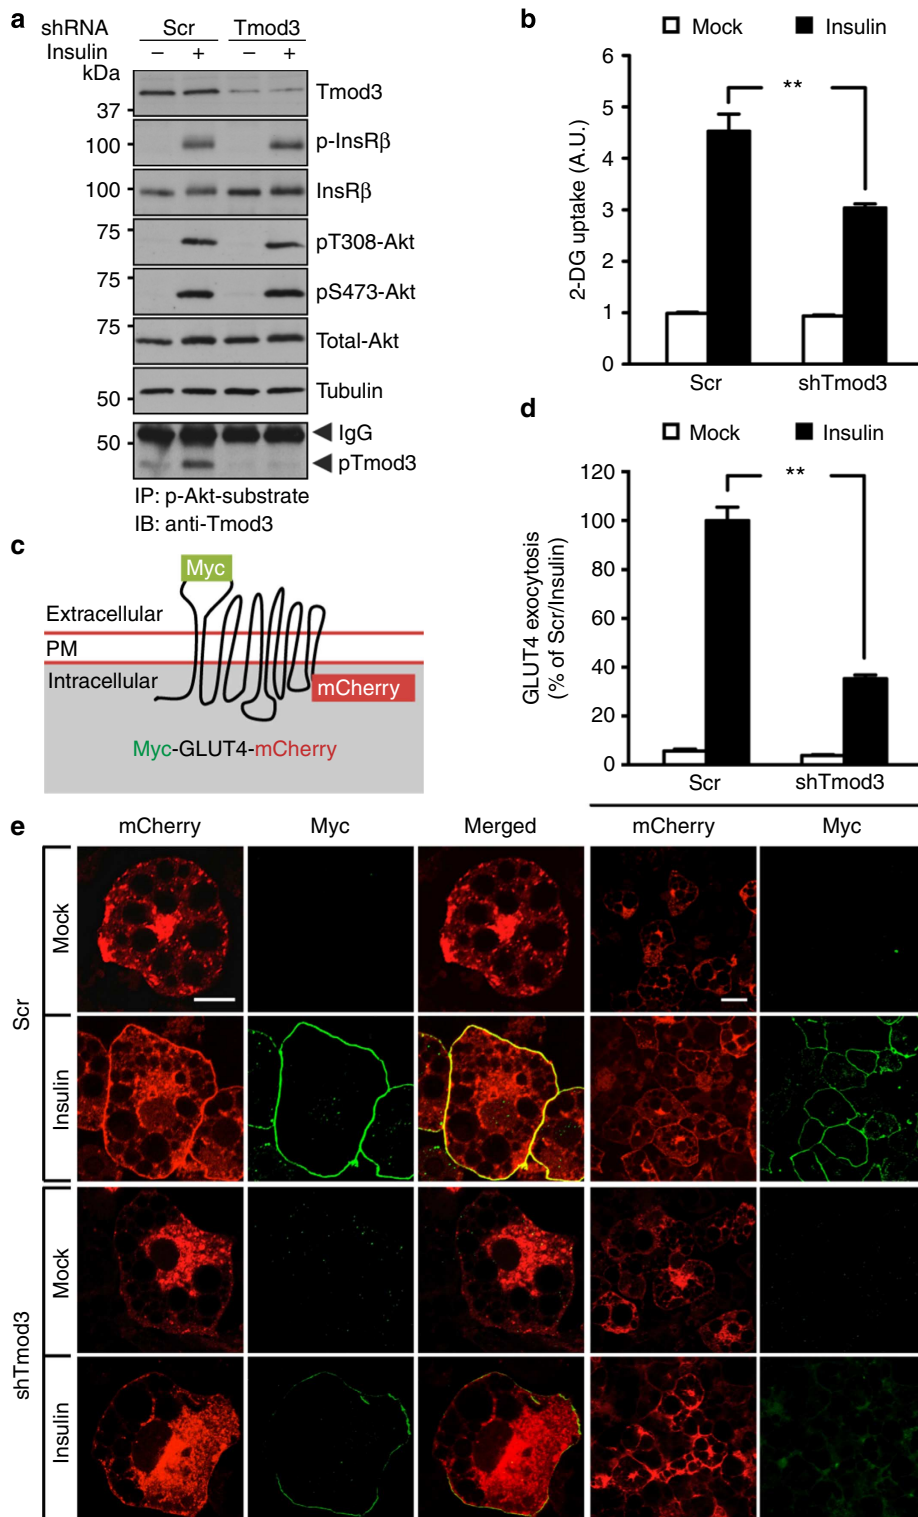 a
shRNA Scr Tmod3
Insulin – + – +
kDa
37 Tmod3
100 p-InsRβ
100 InsRβ
75 pT308-Akt
75 pS473-Akt
75 Total-Akt
50 Tubulin
50 IgG
pTmod3
IP: p-Akt-substrate
IB: anti-Tmod3
b
Mock Insulin
2-DG uptake (A.U.)
6
5
4
3
2
1
0
**
Scr shTmod3
c
Myc
Extracellular
PM
Intracellular
mCherry
Myc-GLUT4-mCherry
d
Mock Insulin
GLUT4 exocytosis
(% of Scr/Insulin)
120
100
80
60
40
20
0
**
Scr shTmod3
e
mCherry Myc Merged mCherry Myc
Scr
Mock
Insulin
shTmod3
Mock
Insulin